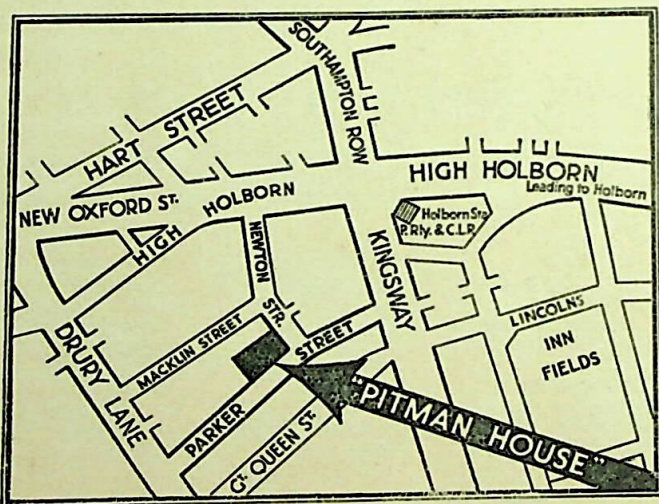 SOUTHAMPTON ROW
HART STREET
HIGH HOLBORN
Leading to Holborn
NEW OXFORD ST.
HIGH HOLBORN
Holborn Sta.
P. Rly. & C.L.R.
NEWTON STR.
KINGSWAY
LINCOLNS
INN
FIELDS
DRURY LANE
MACKLIN STREET
PARKER STREET
GT. QUEEN ST.
"PITMAN HOUSE"